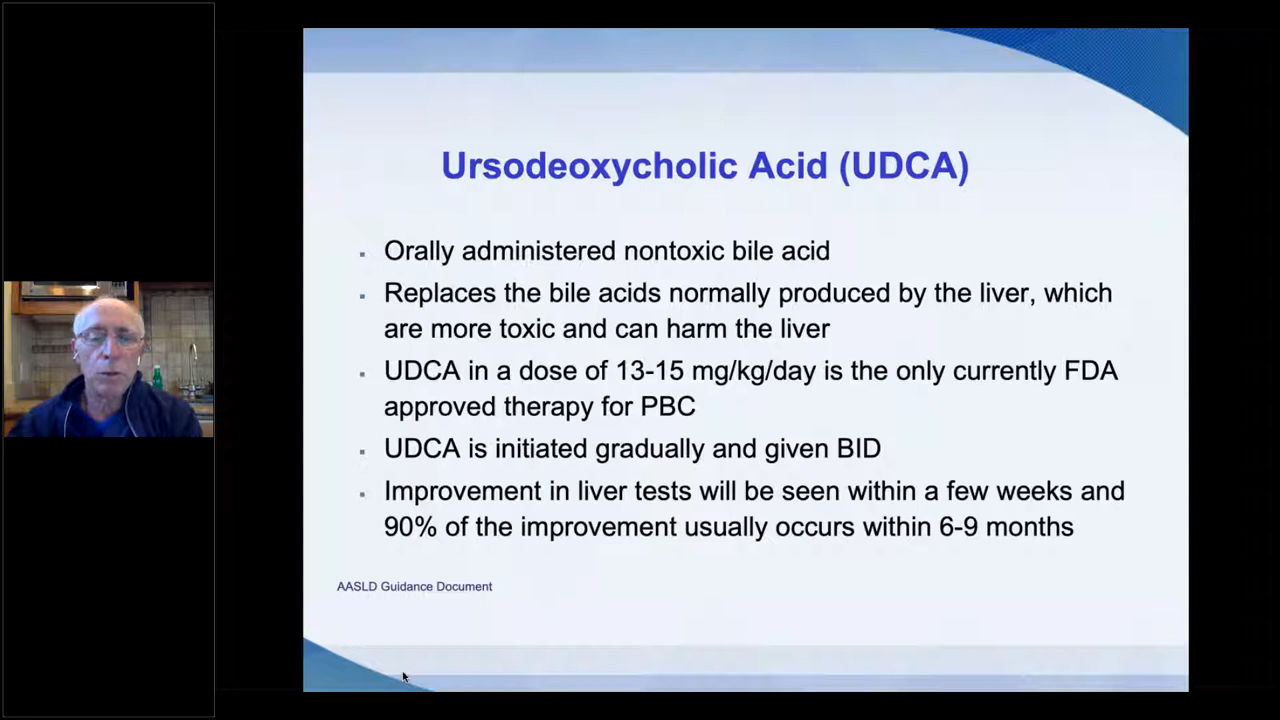 Ursodeoxycholic Acid (UDCA)
Orally administered nontoxic bile acid
Replaces the bile acids normally produced by the liver, which
are more toxic and can harm the liver
UDCA in a dose of 13-15 mg/kg/day is the only currently FDA
approved therapy for PBC
UDCA is initiated gradually and given BID
Improvement in liver tests will be seen within a few weeks and
90% of the improvement usually occurs within 6-9 months
AASLD Guidance Document